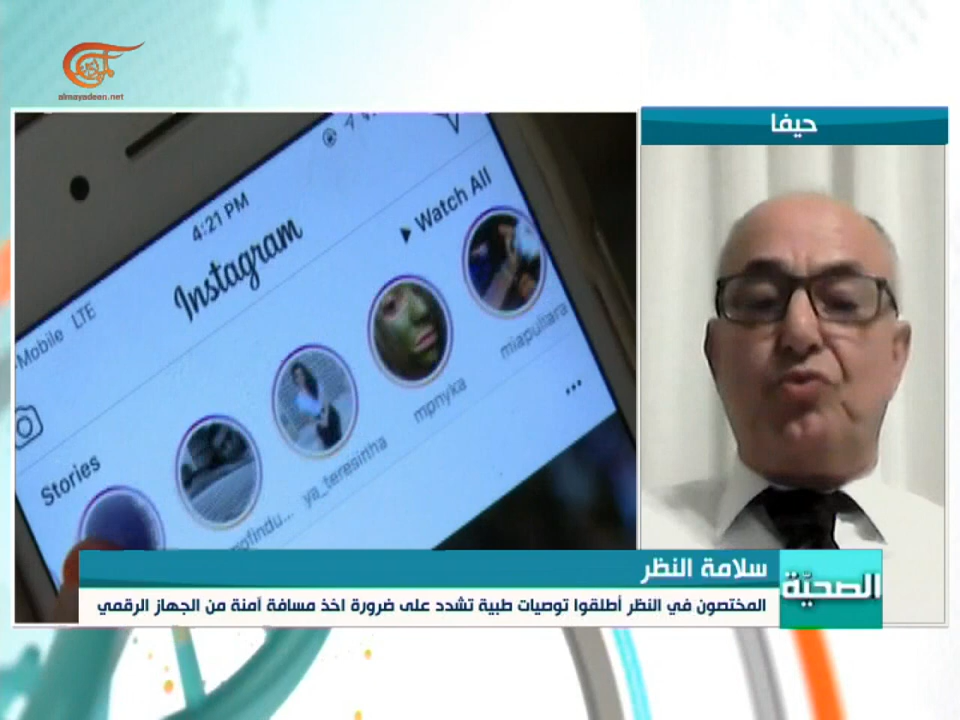 almayadeen.net
حيفا
4:21 PM
-Mobile LTE
Instagram
Watch All
Stories
ya_teresinha
mpnyka
miapuliara
سلامة النظر
الصحيّة
المختصون في النظر أطلقوا توصيات طبية تشدد على ضرورة اخذ مسافة آمنة من الجهاز الرقمي